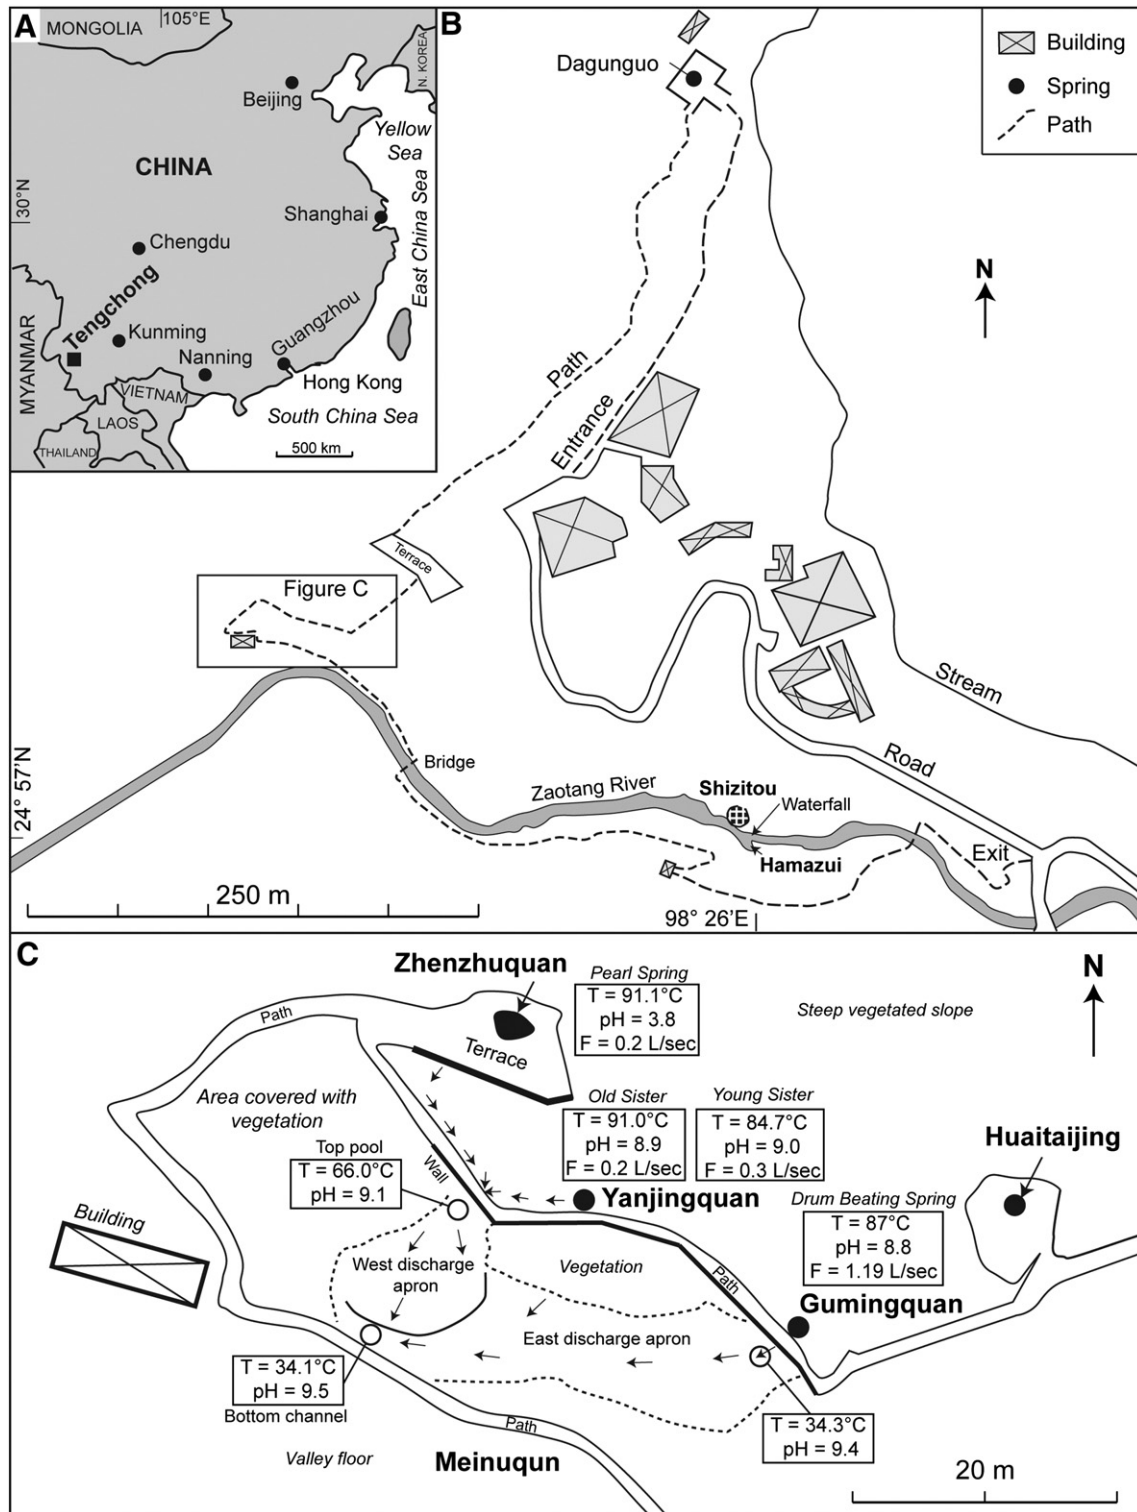 A
105°E
MONGOLIA
N. KOREA
Beijing
Yellow
Sea
CHINA
30°N
Shanghai
East China Sea
Chengdu
Tengchong
Kunming
Guangzhou
Nanning
MYANMAR
VIETNAM
Hong Kong
LAOS
South China Sea
THAILAND
500 km
B
Dagunguo
Building
Spring
Path
N
Path
Entrance
Terrace
Figure C
Stream
Road
Bridge
24° 57'N
Zaotang River
Shizitou
Waterfall
Hamazui
Exit
250 m
98° 26'E
C
Zhenzhuquan
Pearl Spring
T = 91.1°C
pH = 3.8
F = 0.2 L/sec
Steep vegetated slope
N
Path
Terrace
Area covered with
vegetation
Old Sister
T = 91.0°C
pH = 8.9
F = 0.2 L/sec
Young Sister
T = 84.7°C
pH = 9.0
F = 0.3 L/sec
Huaitaijing
Top pool
T = 66.0°C
pH = 9.1
Wall
Yanjingquan
Drum Beating Spring
T = 87°C
pH = 8.8
F = 1.19 L/sec
Building
West discharge
apron
Vegetation
Path
Gumingquan
East discharge apron
T = 34.1°C
pH = 9.5
Bottom channel
Path
T = 34.3°C
pH = 9.4
Valley floor
Meinuqun
20 m